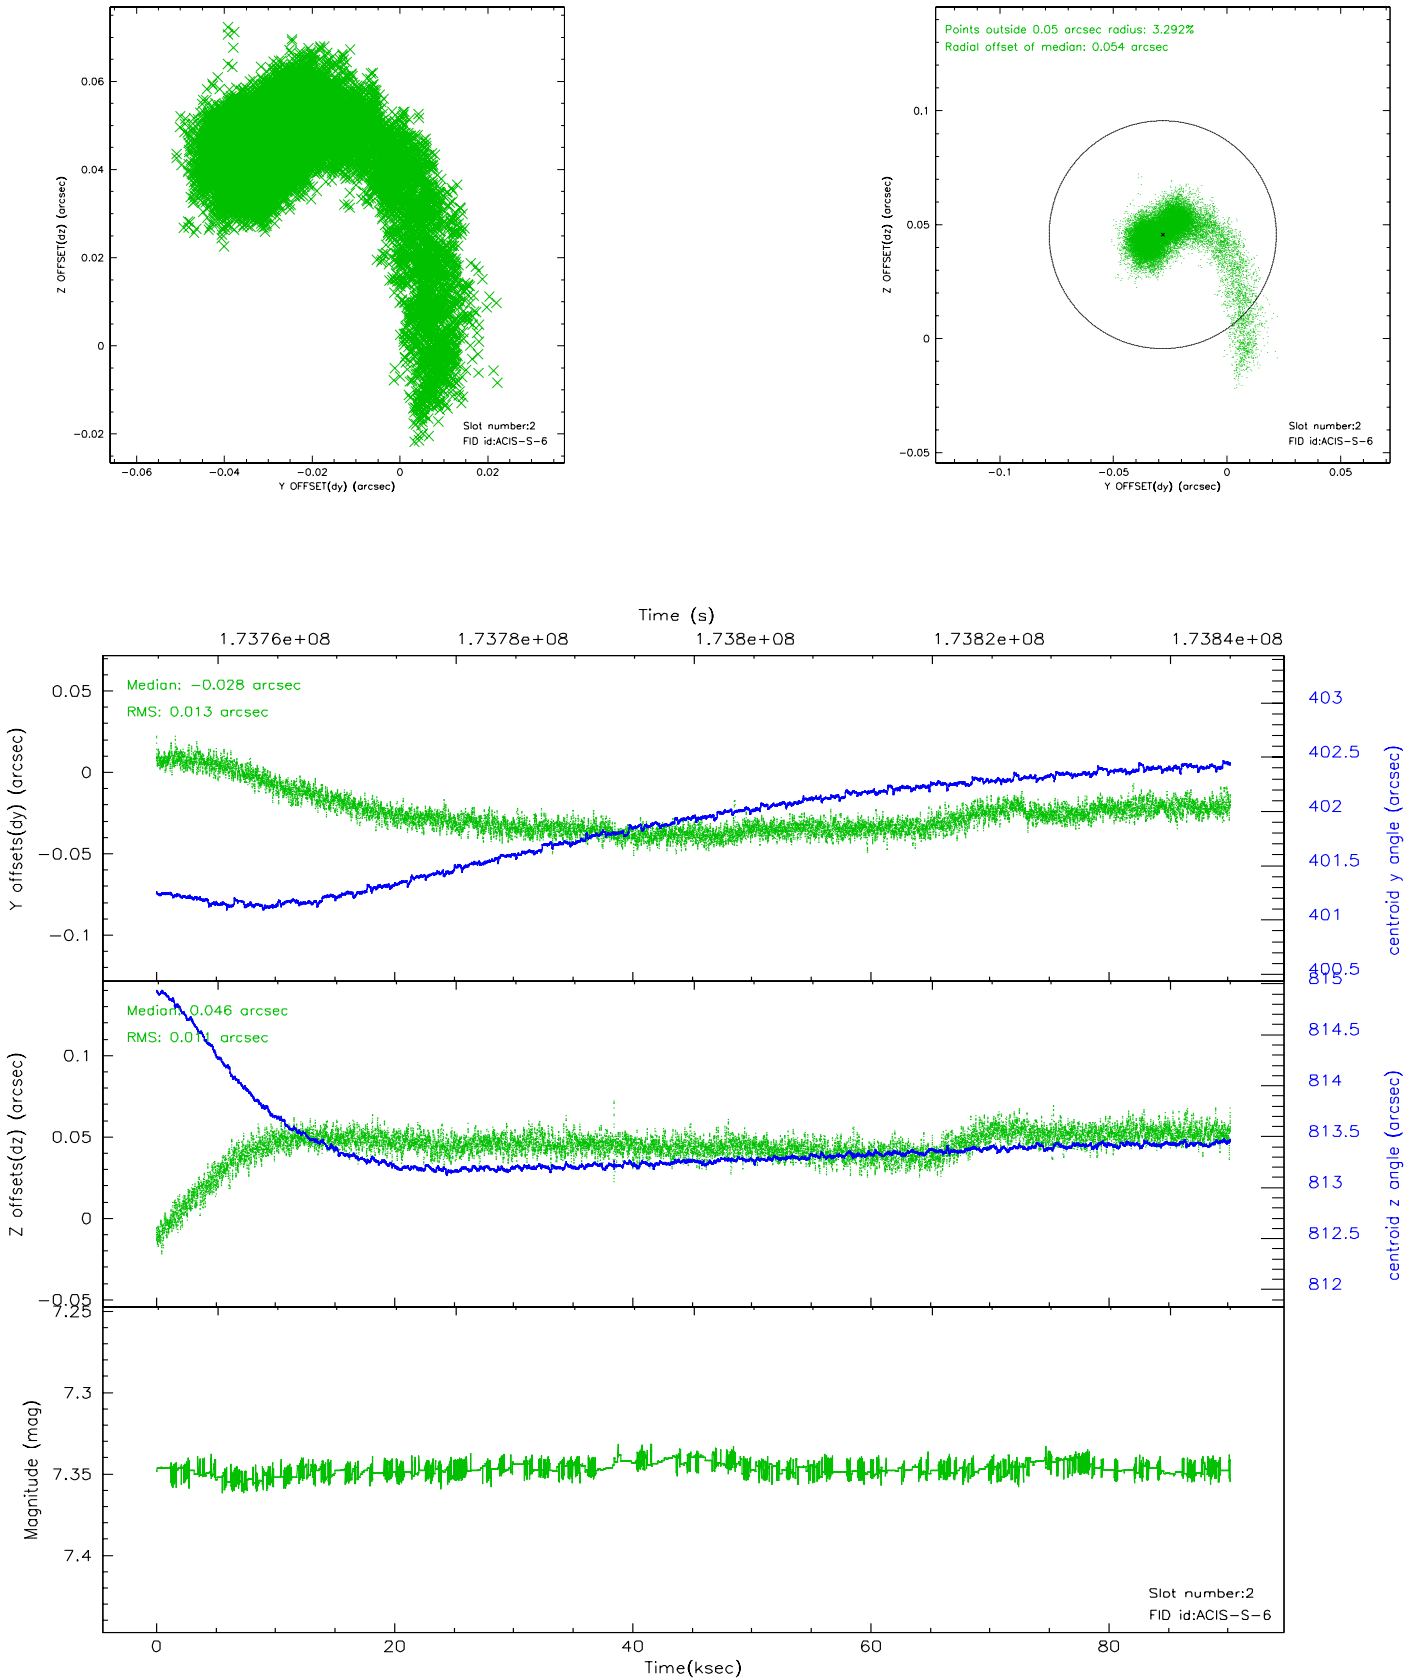 0.06
0.04
0.02
0
−0.02
Z OFFSET(dz) (arcsec)
Slot number:2
FID id:ACIS−S−6
−0.06
−0.04
−0.02
0
0.02
Y OFFSET(dy) (arcsec)
Points outside 0.05 arcsec radius: 3.292%
Radial offset of median: 0.054 arcsec
0.1
0.05
0
−0.05
Z OFFSET(dz) (arcsec)
Slot number:2
FID id:ACIS−S−6
−0.1
−0.05
0
0.05
Y OFFSET(dy) (arcsec)
Time (s)
1.7376e+08
1.7378e+08
1.738e+08
1.7382e+08
1.7384e+08
Median: −0.028 arcsec
RMS: 0.013 arcsec
0.05
0
−0.05
−0.1
Y offsets(dy) (arcsec)
403
402.5
402
401.5
401
400.5
centroid y angle (arcsec)
Median: 0.046 arcsec
RMS: 0.011 arcsec
0.1
0.05
0
−0.05
Z offsets(dz) (arcsec)
815
814.5
814
813.5
813
812.5
812
centroid z angle (arcsec)
7.25
7.3
7.35
7.4
Magnitude (mag)
Slot number:2
FID id:ACIS−S−6
0
20
40
60
80
Time(ksec)